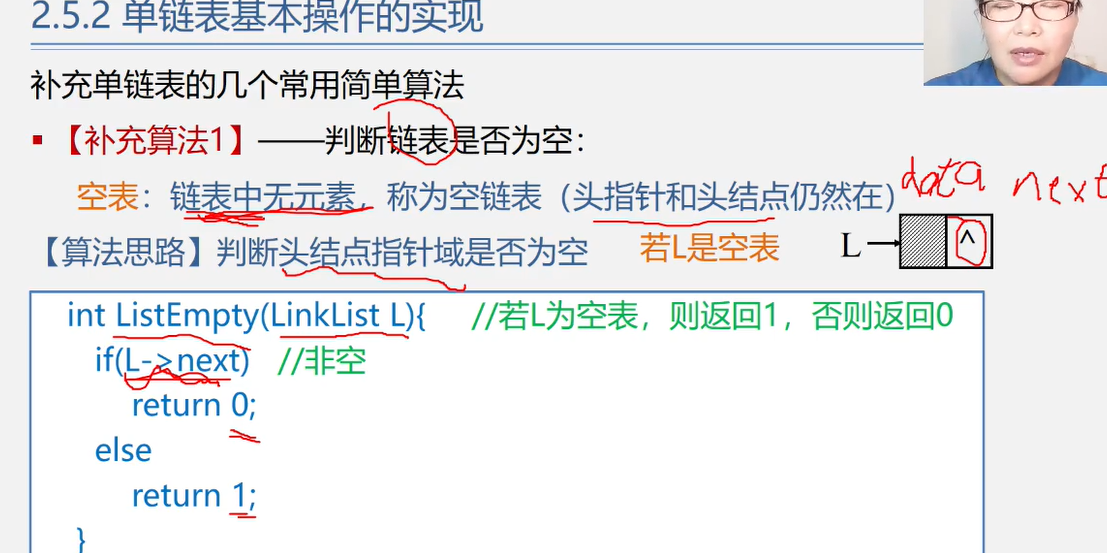 2.5.2 单链表基本操作的实现
补充单链表的几个常用简单算法
▪【补充算法1】——判断链表是否为空：
空表：链表中无元素，称为空链表（头指针和头结点仍然在）
data next
【算法思路】判断头结点指针域是否为空 若L是空表 L ^
int ListEmpty(LinkList L){ //若L为空表，则返回1，否则返回0
if(L->next) //非空
return 0;
else
return 1;
}